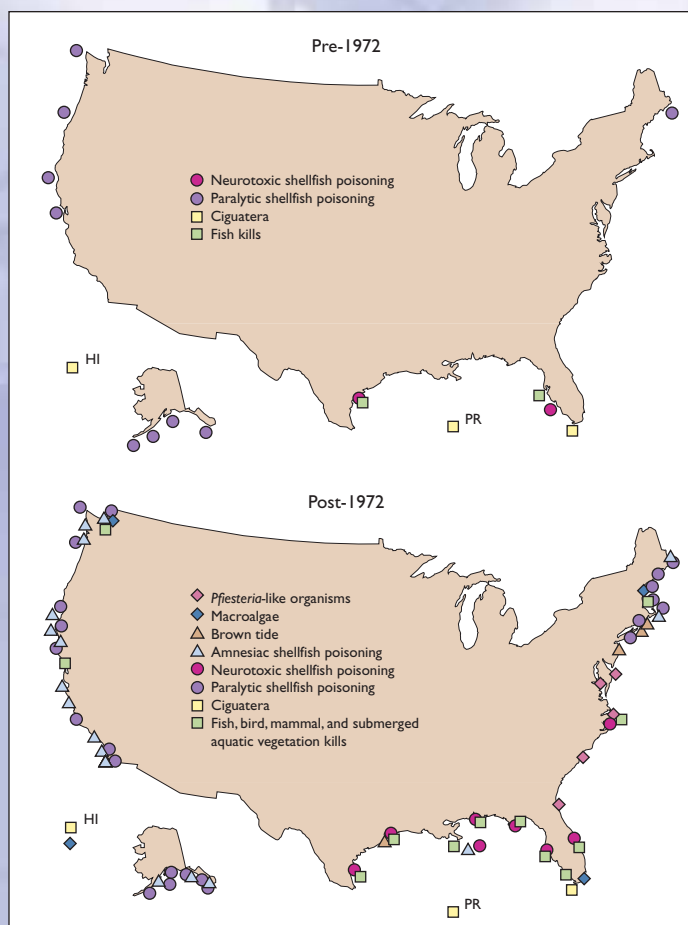 Pre-1972
Neurotoxic shellfish poisoning
Paralytic shellfish poisoning
Ciguatera
Fish kills
HI
PR
Post-1972
Pfiesteria-like organisms
Macroalgae
Brown tide
Amnesiac shellfish poisoning
Neurotoxic shellfish poisoning
Paralytic shellfish poisoning
Ciguatera
Fish, bird, mammal, and submerged
aquatic vegetation kills
HI
PR